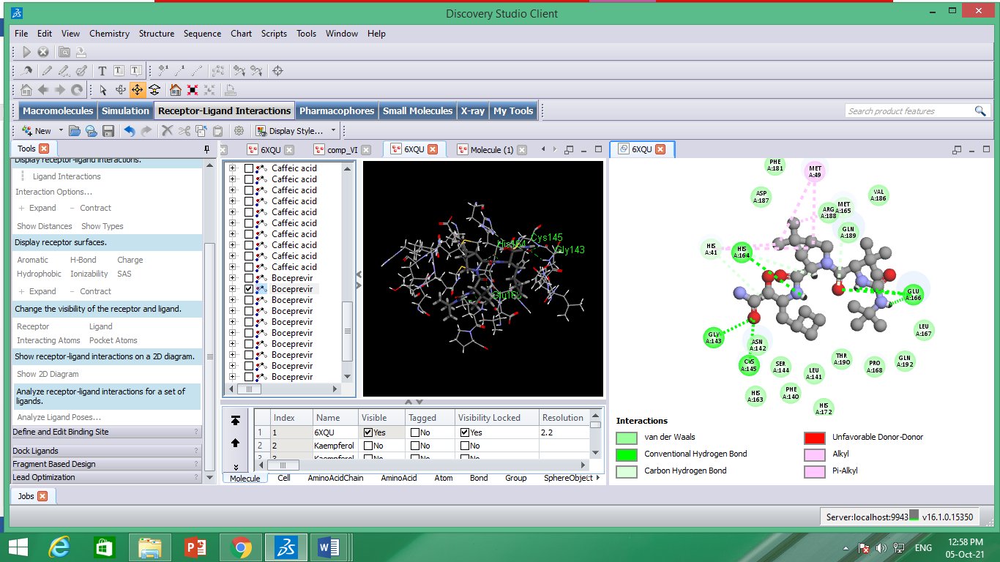 Discovery Studio Client
File Edit View Chemistry Structure Sequence Chart Scripts Tools Window Help
Macromolecules Simulation Receptor-Ligand Interactions Pharmacophores Small Molecules X-ray My Tools
Search product features
New Display Style...
Tools
Display receptor-ligand interactions.
Ligand Interactions
Interaction Options...
+ Expand - Contract
Show Distances Show Types
Display receptor surfaces.
Aromatic H-Bond Charge
Hydrophobic Ionizability SAS
+ Expand - Contract
Change the visibility of the receptor and ligand.
Receptor Ligand
Interacting Atoms Pocket Atoms
Show receptor-ligand interactions on a 2D diagram.
Show 2D Diagram
Analyze receptor-ligand interactions for a set of
ligands.
Analyze Ligand Poses...
Define and Edit Binding Site ?
Dock Ligands ?
Fragment Based Design ?
Lead Optimization ?
6XQU comp_VI 6XQU Molecule (1)
Caffeic acid
Caffeic acid
Caffeic acid
Caffeic acid
Caffeic acid
Caffeic acid
Caffeic acid
Caffeic acid
Caffeic acid
Caffeic acid
Boceprevir
Boceprevir
Boceprevir
Boceprevir
Boceprevir
Boceprevir
Boceprevir
Boceprevir
Boceprevir
Boceprevir
Cys145
Gly143
Index Name Visible Tagged Visibility Locked Resolution
1 1 6XQU Yes No Yes 2.2
2 2 Kaempferol No No No
3 3 Kaempferol No No No
Molecule Cell AminoAcidChain AminoAcid Atom Bond Group SphereObject
6XQU
PHE
A:181
MET
A:49
ASP
A:187
VAL
A:186
ARG
A:188
MET
A:165
GLN
A:189
HIS
A:41
HIS
A:164
GLU
A:166
GLY
A:143
LEU
A:167
ASN
A:142
CYS
A:145
SER
A:144
LEU
A:141
THR
A:190
PRO
A:168
GLN
A:192
HIS
A:163
PHE
A:140
HIS
A:172
Interactions
van der Waals
Conventional Hydrogen Bond
Carbon Hydrogen Bond
Unfavorable Donor-Donor
Alkyl
Pi-Alkyl
Jobs
Server:localhost:9943 v16.1.0.15350
ENG
12:58 PM
05-Oct-21